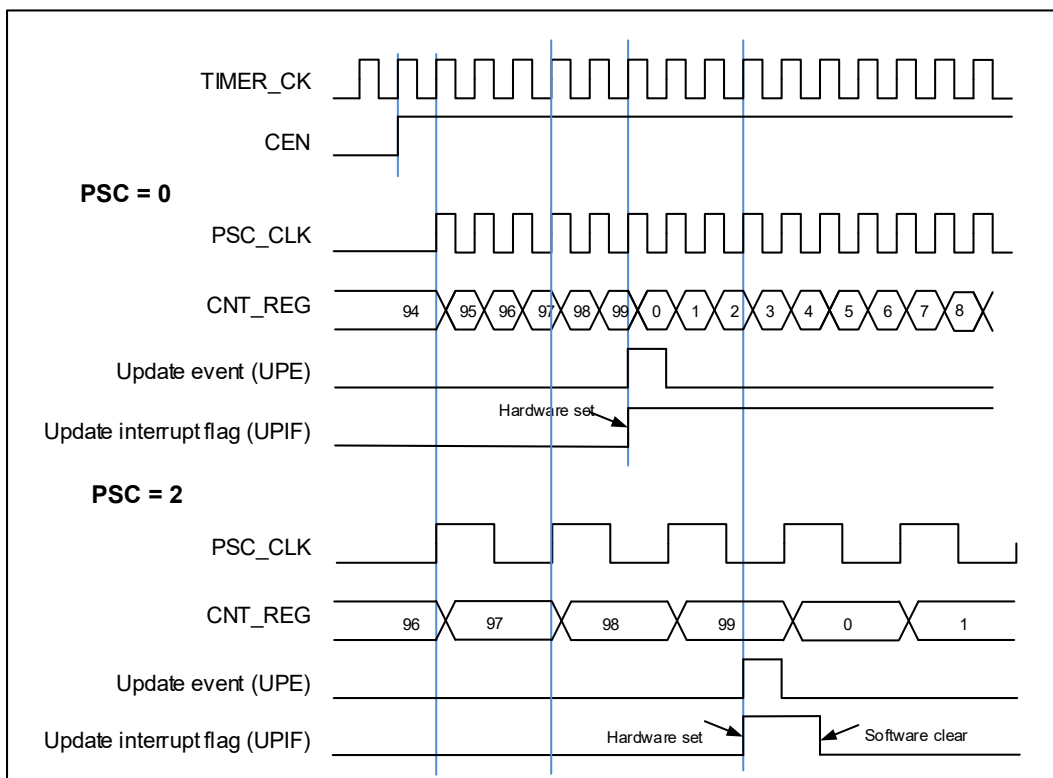 TIMER_CK
CEN
PSC = 0
PSC_CLK
CNT_REG 94 95 96 97 98 99 0 1 2 3 4 5 6 7 8
Update event (UPE)
Hardware set
Update interrupt flag (UPIF)
PSC = 2
PSC_CLK
CNT_REG 96 97 98 99 0 1
Update event (UPE)
Update interrupt flag (UPIF) Hardware set Software clear